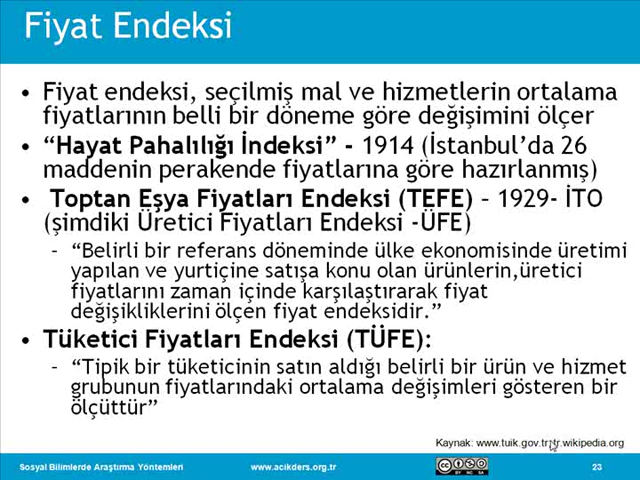 Fiyat Endeksi
• Fiyat endeksi, seçilmiş mal ve hizmetlerin ortalama
fiyatlarının belli bir döneme göre değişimini ölçer
• “Hayat Pahalılığı İndeksi” - 1914 (İstanbul’da 26
maddenin perakende fiyatlarına göre hazırlanmış)
• Toptan Eşya Fiyatları Endeksi (TEFE) – 1929- İTO
(şimdiki Üretici Fiyatları Endeksi -ÜFE)
– “Belirli bir referans döneminde ülke ekonomisinde üretimi
yapılan ve yurtiçine satışa konu olan ürünlerin,üretici
fiyatlarını zaman içinde karşılaştırarak fiyat
değişikliklerini ölçen fiyat endeksidir.”
• Tüketici Fiyatları Endeksi (TÜFE):
– “Tipik bir tüketicinin satın aldığı belirli bir ürün ve hizmet
grubunun fiyatlarındaki ortalama değişimleri gösteren bir
ölçüttür”
Kaynak: www.tuik.gov.tr,tr.wikipedia.org
Sosyal Bilimlerde Araştırma Yöntemleri www.acikders.org.tr cc BY NC SA 23